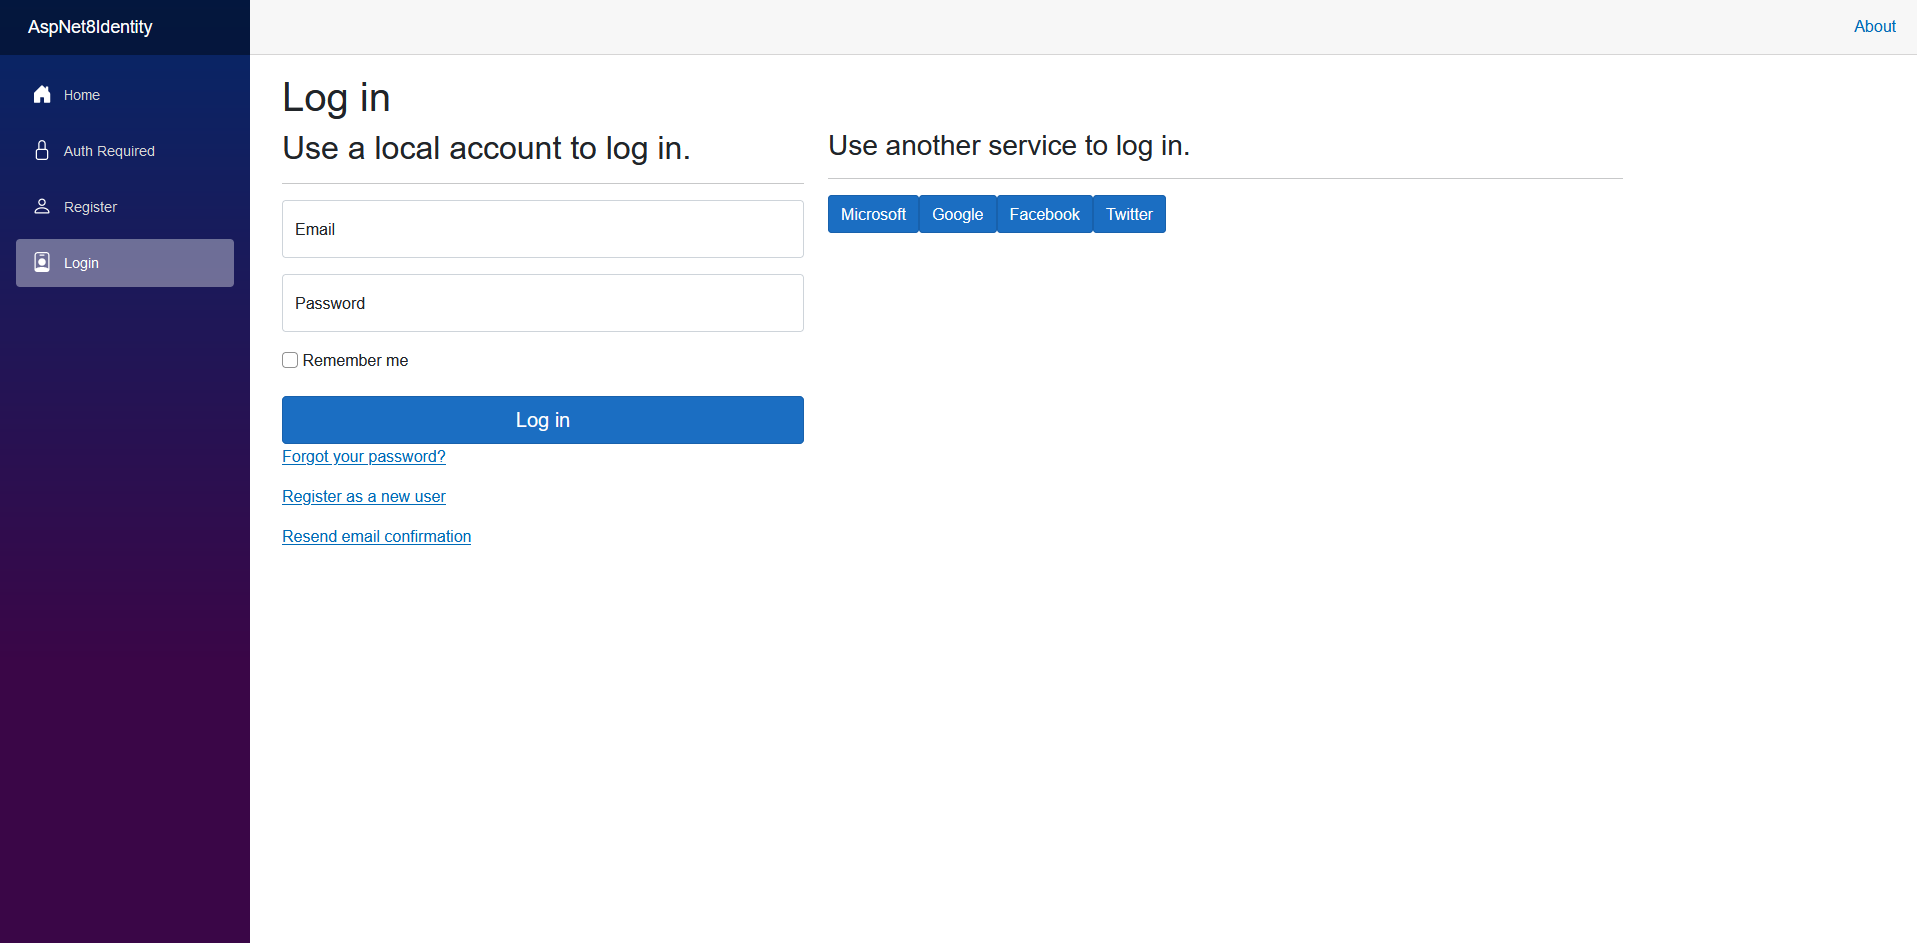 AspNet8Identity
About
Home
Auth Required
Register
Login
Log in
Use a local account to log in.
Email
Password
Remember me
Log in
Forgot your password?
Register as a new user
Resend email confirmation
Use another service to log in.
Microsoft Google Facebook Twitter